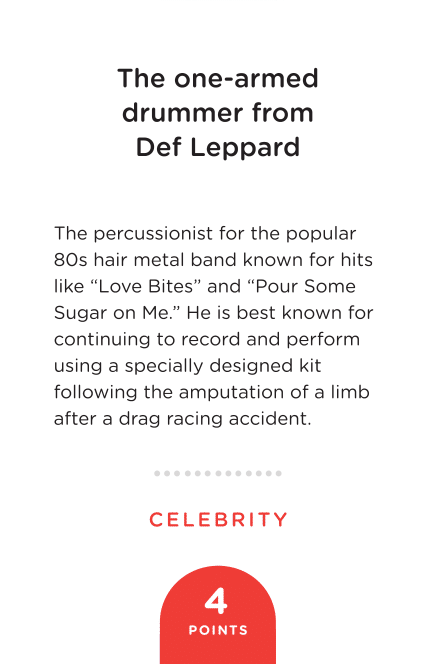 The one-armed
drummer from
Def Leppard
The percussionist for the popular
80s hair metal band known for hits
like “Love Bites” and “Pour Some
Sugar on Me.” He is best known for
continuing to record and perform
using a specially designed kit
following the amputation of a limb
after a drag racing accident.
CELEBRITY
4
POINTS